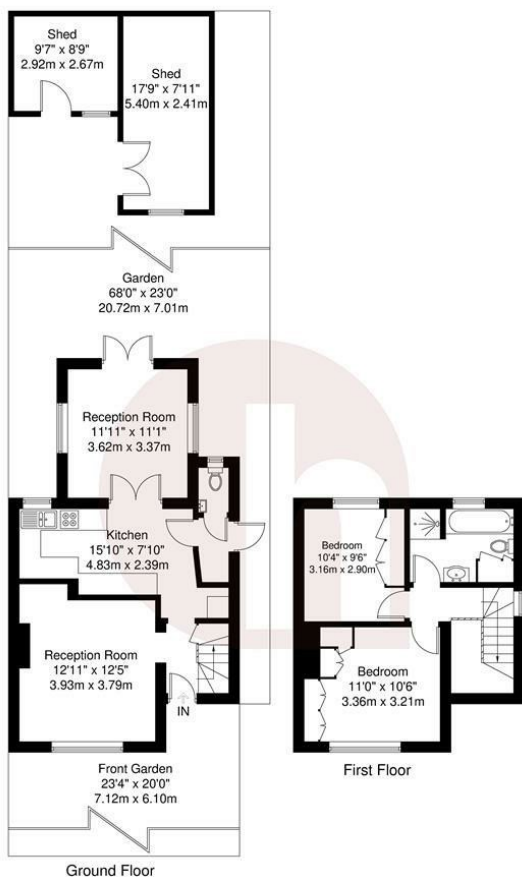 Shed
9'7" x 8'9"
2.92m x 2.67m
Shed
17'9" x 7'11"
5.40m x 2.41m
Garden
68'0" x 23'0"
20.72m x 7.01m
Reception Room
11'11" x 11'1"
3.62m x 3.37m
Kitchen
15'10" x 7'10"
4.83m x 2.39m
Reception Room
12'11" x 12'5"
3.93m x 3.79m
IN
Front Garden
23'4" x 20'0"
7.12m x 6.10m
Ground Floor
Bedroom
10'4" x 9'6"
3.16m x 2.90m
Bedroom
11'0" x 10'6"
3.36m x 3.21m
First Floor
h